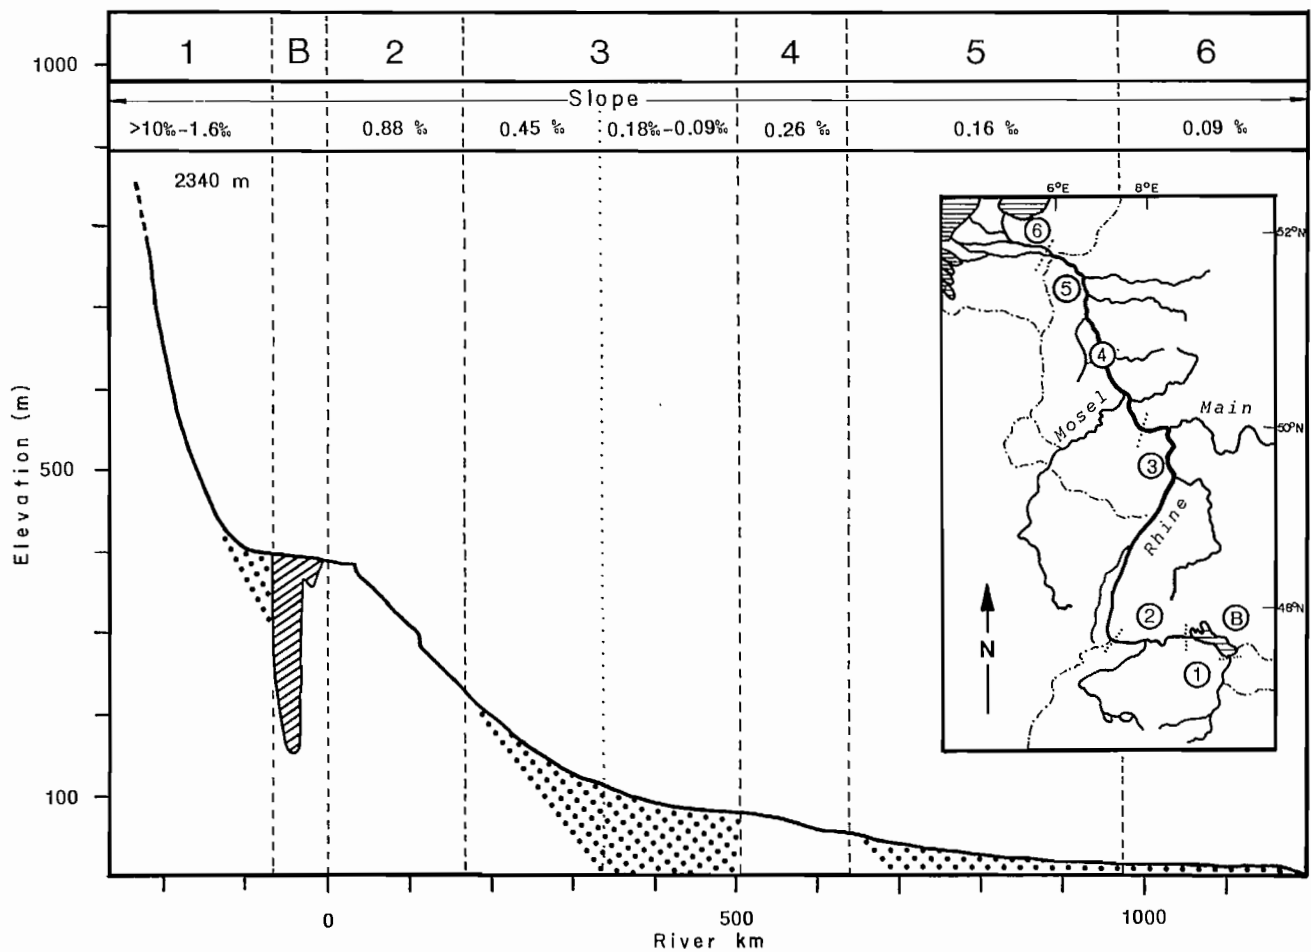 1 B 2 3 4 5 6
1000
Slope
>10‰-1.6‰ 0.88 ‰ 0.45 ‰ 0.18‰-0.09‰ 0.26 ‰ 0.16 ‰ 0.09 ‰
2340 m
6°E 8°E
6
52°N
5
4
Mosel
Main
50°N
3
Rhine
48°N
2
B
N
1
Elevation (m)
500
100
0 500 1000
River km